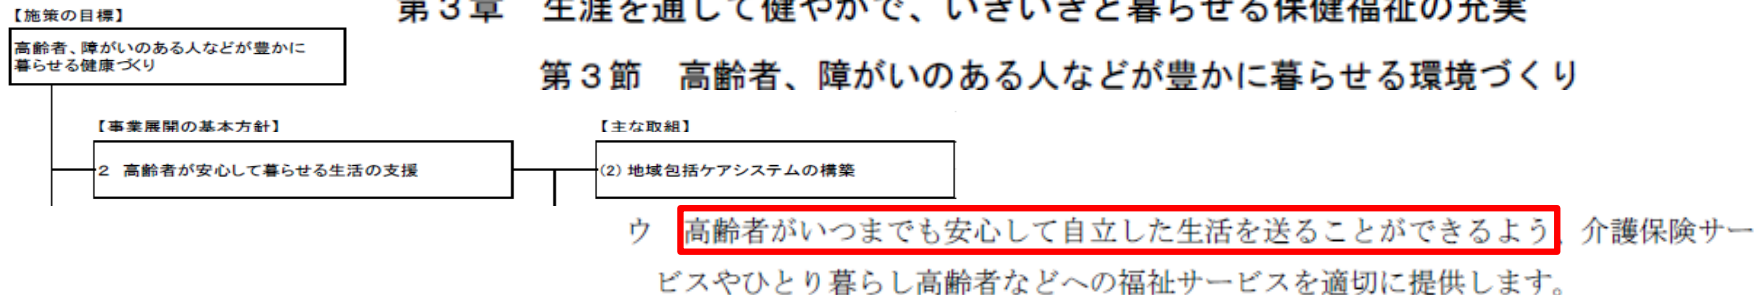 第３章　生涯を通して健やかで、いきいきと暮らせる保健福祉の充実
【施策の目標】
高齢者、障がいのある人などが豊かに
暮らせる健康づくり
第３節　高齢者、障がいのある人などが豊かに暮らせる環境づくり
【事業展開の基本方針】
【主な取組】
２　高齢者が安心して暮らせる生活の支援
(2) 地域包括ケアシステムの構築
ウ　高齢者がいつまでも安心して自立した生活を送ることができるよう、介護保険サー
ビスやひとり暮らし高齢者などへの福祉サービスを適切に提供します。